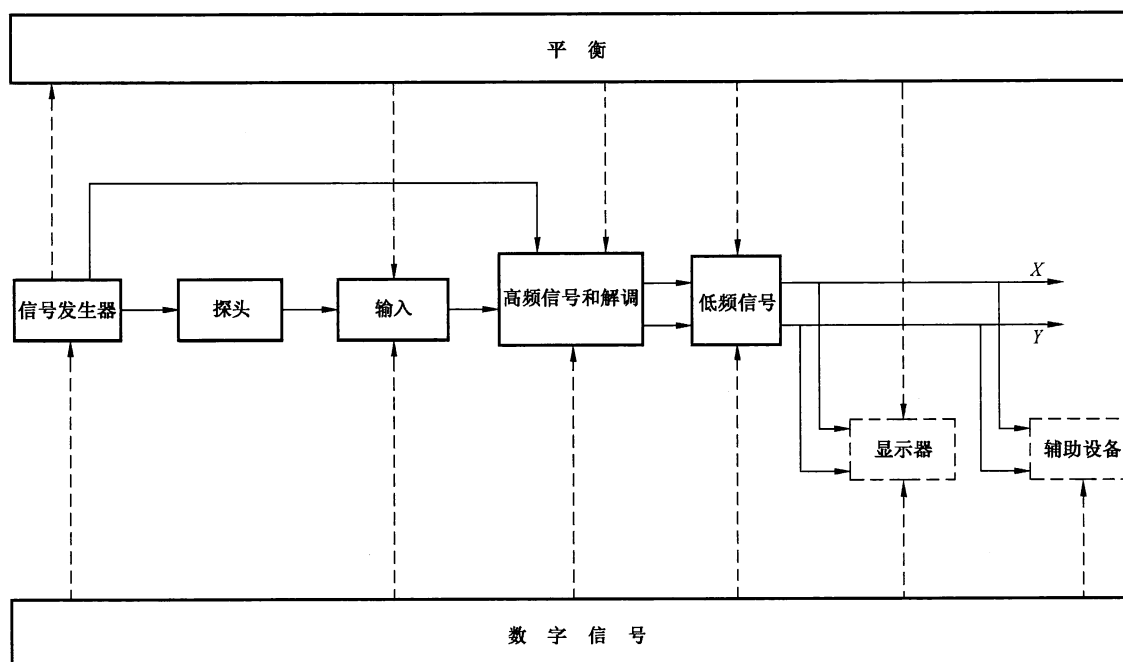 平 衡
信号发生器
探头
输入
高频信号和解调
低频信号
X
Y
显示器
辅助设备
数 字 信 号